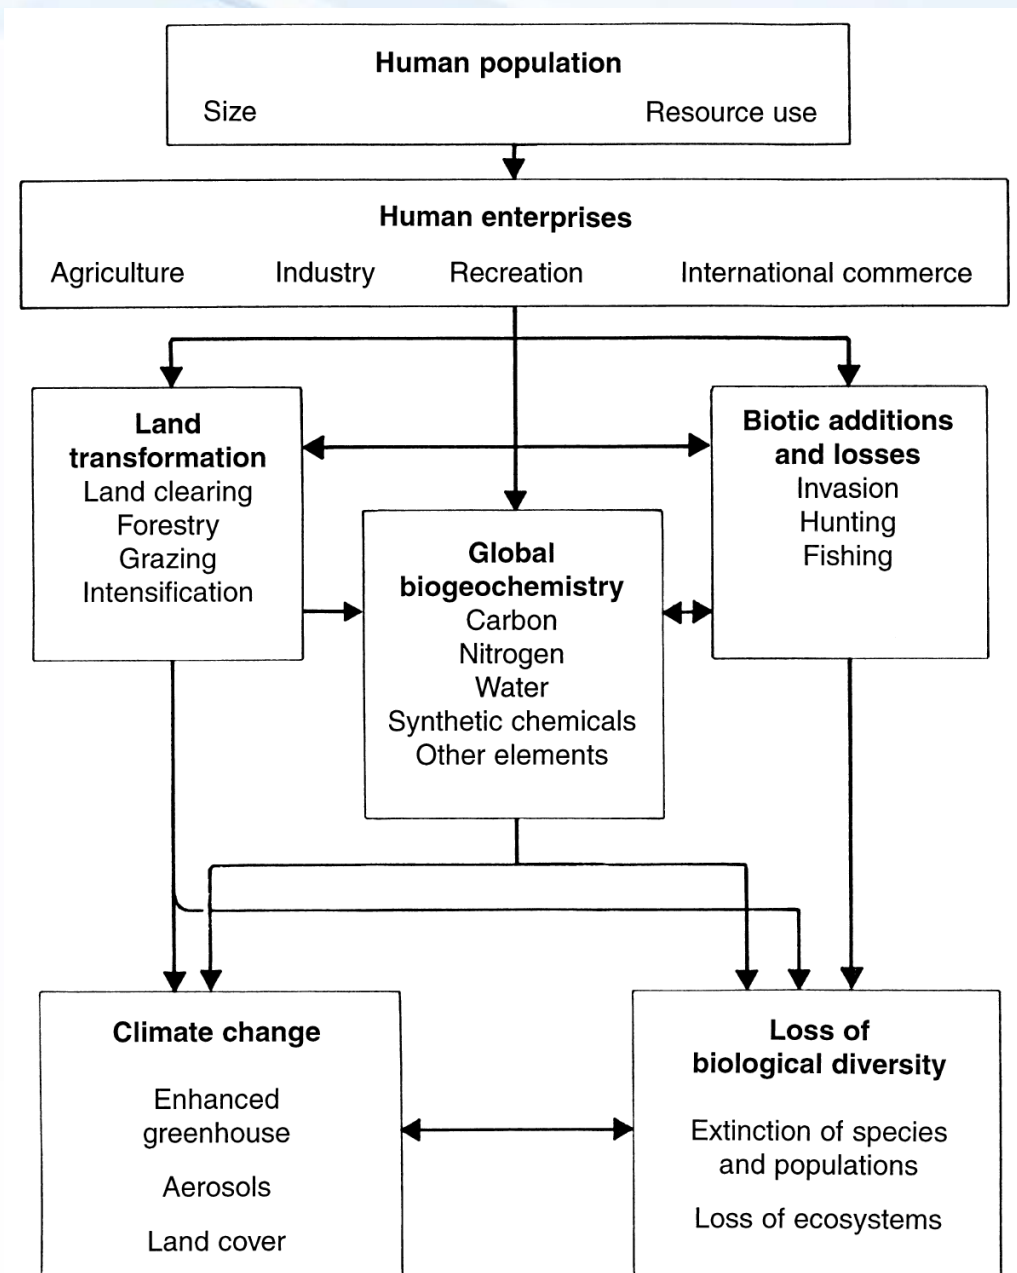 Human population
Size Resource use
Human enterprises
Agriculture Industry Recreation International commerce
Land
transformation
Land clearing
Forestry
Grazing
Intensification
Biotic additions
and losses
Invasion
Hunting
Fishing
Global
biogeochemistry
Carbon
Nitrogen
Water
Synthetic chemicals
Other elements
Climate change
Enhanced
greenhouse
Aerosols
Land cover
Loss of
biological diversity
Extinction of species
and populations
Loss of ecosystems